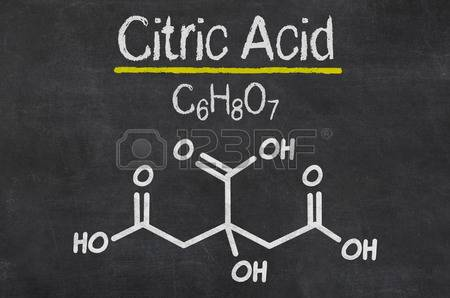 Citric Acid
C₆H₈O₇
O OH
O O
HO OH
OH
123RF